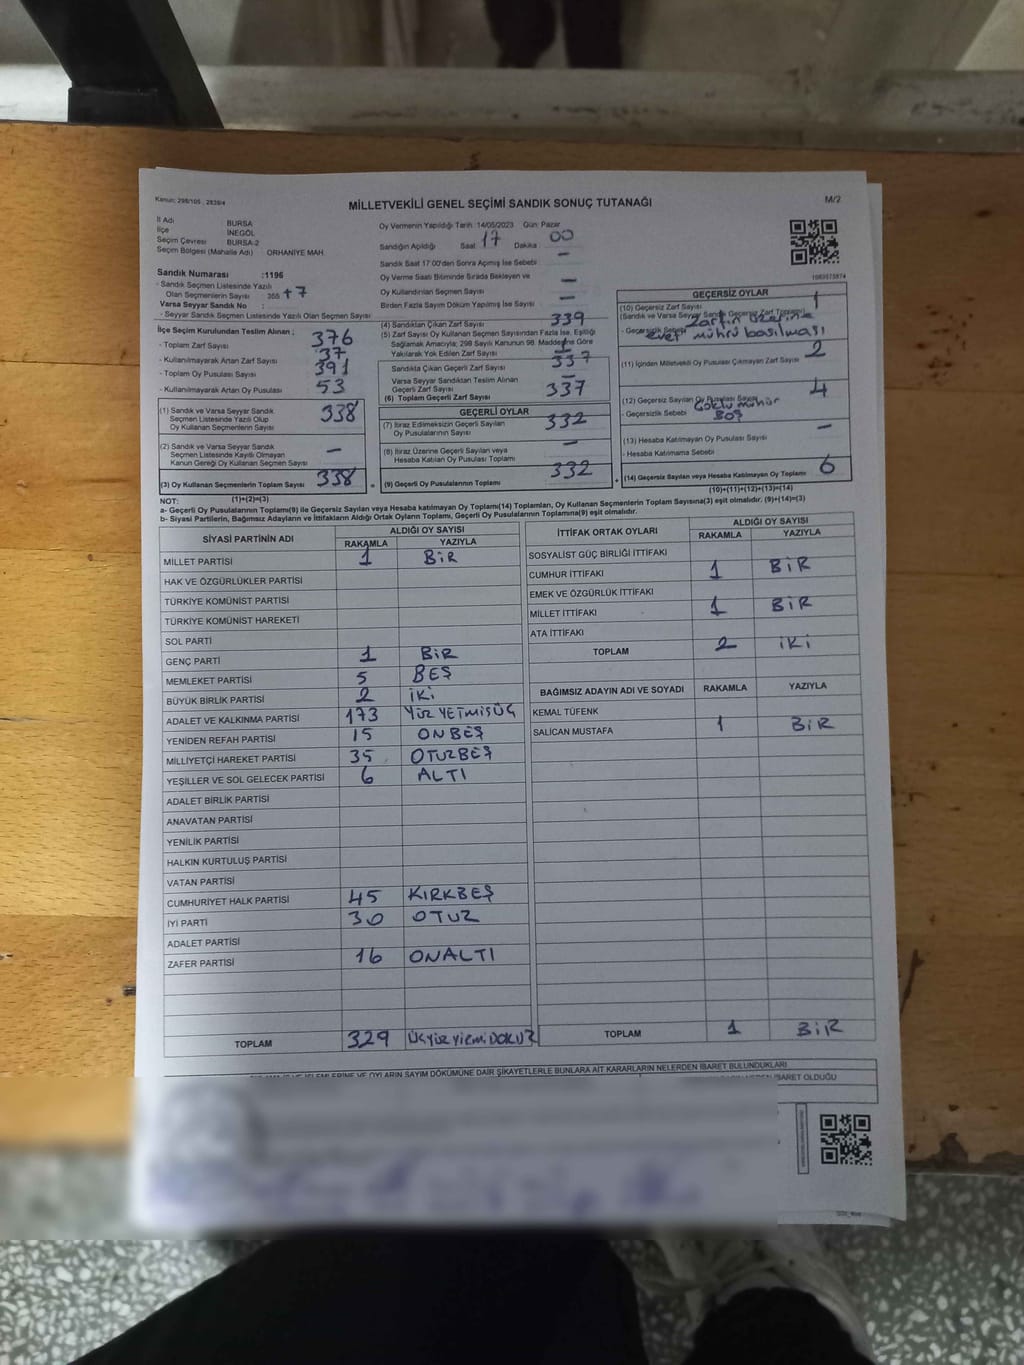 Kanun: 298/105 , 2839/4
MİLLETVEKİLİ GENEL SEÇİMİ SANDIK SONUÇ TUTANAĞI
M/2
İl Adı BURSA
İlçe İNEGÖL
Seçim Çevresi BURSA-2
Seçim Bölgesi (Mahalle Adı) ORHANİYE MAH.
Sandık Numarası :1196
- Sandık Seçmen Listesinde Yazılı
Olan Seçmenlerin Sayısı 355 +7
Varsa Seyyar Sandık No :
- Seyyar Sandık Seçmen Listesinde Yazılı Olan Seçmen Sayısı
Oy Vermenin Yapıldığı Tarih :14/05/2023 Gün: Pazar
Sandığın Açıldığı Saat 17 Dakika 00
Sandık Saat 17:00'den Sonra Açılmış İse Sebebi –
Oy Verme Saati Bitiminde Sırada Bekleyen ve
Oy Kullandırılan Seçmen Sayısı –
Birden Fazla Sayım Döküm Yapılmış İse Sayısı –
İlçe Seçim Kurulundan Teslim Alınan ;
- Toplam Zarf Sayısı 376
- Kullanılmayarak Artan Zarf Sayısı 37
- Toplam Oy Pusulası Sayısı 391
- Kullanılmayarak Artan Oy Pusulası 53
(1) Sandık ve Varsa Seyyar Sandık
Seçmen Listesinde Yazılı Olup
Oy Kullanan Seçmenlerin Sayısı 338
(2) Sandık ve Varsa Seyyar Sandık
Seçmen Listesinde Kayıtlı Olmayan
Kanun Gereği Oy Kullanan Seçmen Sayısı –
(3) Oy Kullanan Seçmenlerin Toplam Sayısı 338
(4) Sandıktan Çıkan Zarf Sayısı 339
(5) Zarf Sayısı Oy Kullanan Seçmen Sayısından Fazla İse, Eşitliği
Sağlamak Amacıyla; 298 Sayılı Kanunun 98. Maddesine Göre
Yakılarak Yok Edilen Zarf Sayısı 1
Sandıkta Çıkan Geçerli Zarf Sayısı 337
Varsa Seyyar Sandıktan Teslim Alınan
Geçerli Zarf Sayısı –
(6) Toplam Geçerli Zarf Sayısı 337
GEÇERLİ OYLAR
(7) İtiraz Edilmeksizin Geçerli Sayılan
Oy Pusulalarının Sayısı 332
(8) İtiraz Üzerine Geçerli Sayılan veya
Hesaba Katılan Oy Pusulası Toplamı –
(9) Geçerli Oy Pusulalarının Toplamı 332
GEÇERSİZ OYLAR
(10) Geçersiz Zarf Sayısı 1
(Sandık ve Varsa Seyyar Sandık Geçersiz Zarf Toplamı)
- Geçersizlik Sebebi Zarfın üzerine
evet mührü basılması
(11) İçinden Milletvekili Oy Pusulası Çıkmayan Zarf Sayısı 2
(12) Geçersiz Sayılan Oy Pusulası Sayısı 4
- Geçersizlik Sebebi Çoklu mühür
Boş
(13) Hesaba Katılmayan Oy Pusulası Sayısı –
- Hesaba Katılmama Sebebi
(14) Geçersiz Sayılan veya Hesaba Katılmayan Oy Toplamı 6
NOT: (1)+(2)=(3)
(10)+(11)+(12)+(13)=(14)
a- Geçerli Oy Pusulalarının Toplamı(9) ile Geçersiz Sayılan veya Hesaba katılmayan Oy Toplamı(14) Toplamları, Oy Kullanan Seçmenlerin Toplam Sayısına(3) eşit olmalıdır. (9)+(14)=(3)
b- Siyasi Partilerin, Bağımsız Adayların ve İttifakların Aldığı Ortak Oyların Toplamı, Geçerli Oy Pusulalarının Toplamına(9) eşit olmalıdır.
SİYASİ PARTİNİN ADI ALDIĞI OY SAYISI
RAKAMLA YAZIYLA
MİLLET PARTİSİ 1 BİR
HAK VE ÖZGÜRLÜKLER PARTİSİ
TÜRKİYE KOMÜNİST PARTİSİ
TÜRKİYE KOMÜNİST HAREKETİ
SOL PARTİ
GENÇ PARTİ 1 BİR
MEMLEKET PARTİSİ 5 BEŞ
BÜYÜK BİRLİK PARTİSİ 2 İKİ
ADALET VE KALKINMA PARTİSİ 173 YÜZ YETMİŞÜÇ
YENİDEN REFAH PARTİSİ 15 ONBEŞ
MİLLİYETÇİ HAREKET PARTİSİ 35 OTUZBEŞ
YEŞİLLER VE SOL GELECEK PARTİSİ 6 ALTI
ADALET BİRLİK PARTİSİ
ANAVATAN PARTİSİ
YENİLİK PARTİSİ
HALKIN KURTULUŞ PARTİSİ
VATAN PARTİSİ
CUMHURİYET HALK PARTİSİ 45 KIRKBEŞ
İYİ PARTİ 30 OTUZ
ADALET PARTİSİ
ZAFER PARTİSİ 16 ONALTI
TOPLAM 329 ÜÇYÜZYİRMİDOKUZ
İTTİFAK ORTAK OYLARI ALDIĞI OY SAYISI
RAKAMLA YAZIYLA
SOSYALİST GÜÇ BİRLİĞİ İTTİFAKI
CUMHUR İTTİFAKI 1 BİR
EMEK VE ÖZGÜRLÜK İTTİFAKI
MİLLET İTTİFAKI 1 BİR
ATA İTTİFAKI
TOPLAM 2 İKİ
BAĞIMSIZ ADAYIN ADI VE SOYADI RAKAMLA YAZIYLA
KEMAL TÜFENK
SALİCAN MUSTAFA 1 BİR
TOPLAM 1 BİR
İŞLEMLERİNE VE OYLARIN SAYIM DÖKÜMÜNE DAİR ŞİKAYETLERLE BUNLARA AİT KARARLARIN NELERDEN İBARET BULUNDUKLARI
İBARET OLDUĞU